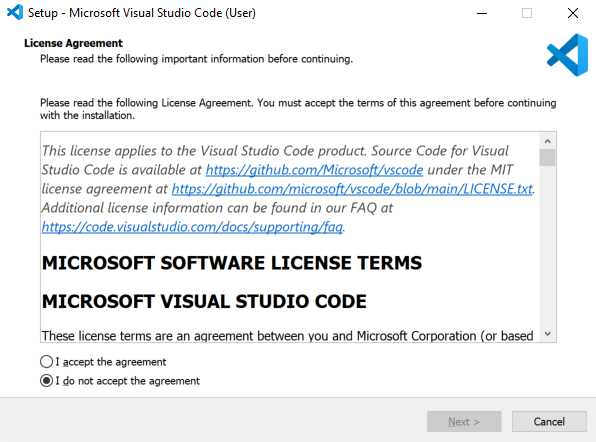 Setup - Microsoft Visual Studio Code (User)
License Agreement
Please read the following important information before continuing.
Please read the following License Agreement. You must accept the terms of this agreement before continuing
with the installation.
This license applies to the Visual Studio Code product. Source Code for Visual
Studio Code is available at https://github.com/Microsoft/vscode under the MIT
license agreement at https://github.com/microsoft/vscode/blob/main/LICENSE.txt.
Additional license information can be found in our FAQ at
https://code.visualstudio.com/docs/supporting/faq.
MICROSOFT SOFTWARE LICENSE TERMS
MICROSOFT VISUAL STUDIO CODE
These license terms are an agreement between you and Microsoft Corporation (or based
I accept the agreement
I do not accept the agreement
Next >
Cancel